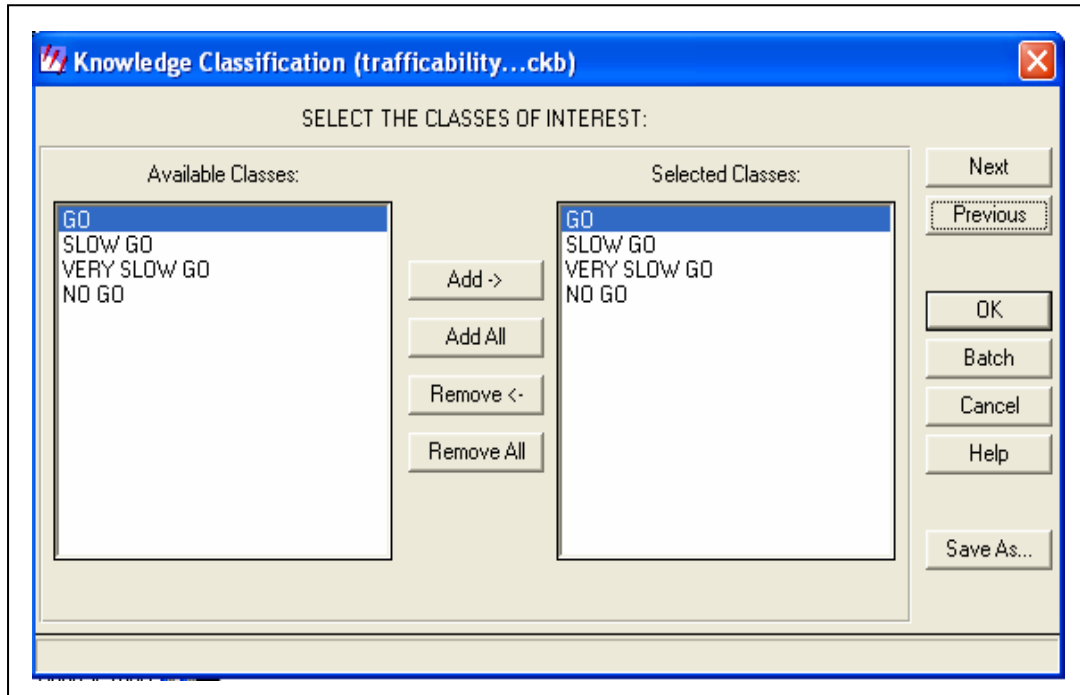 Knowledge Classification (trafficability...ckb)
SELECT THE CLASSES OF INTEREST:
Available Classes:
GO
SLOW GO
VERY SLOW GO
NO GO
Add ->
Add All
Remove <-
Remove All
Selected Classes:
GO
SLOW GO
VERY SLOW GO
NO GO
Next
Previous
OK
Batch
Cancel
Help
Save As...